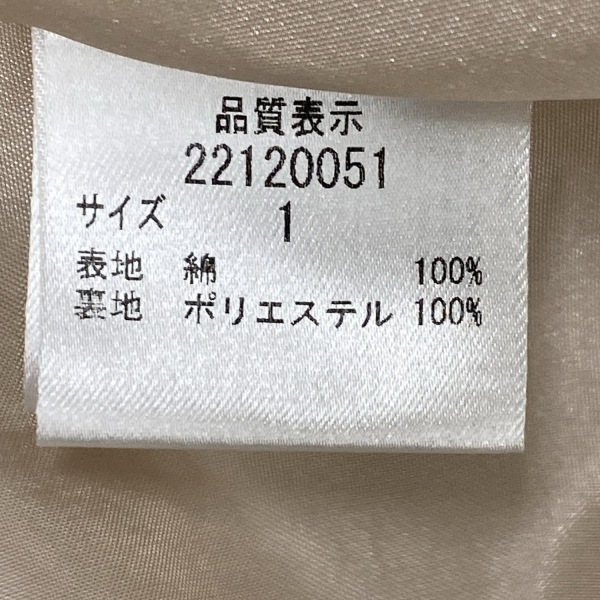 品質表示
22120051
サイズ 1
表地 綿 100%
裏地 ポリエステル 100%